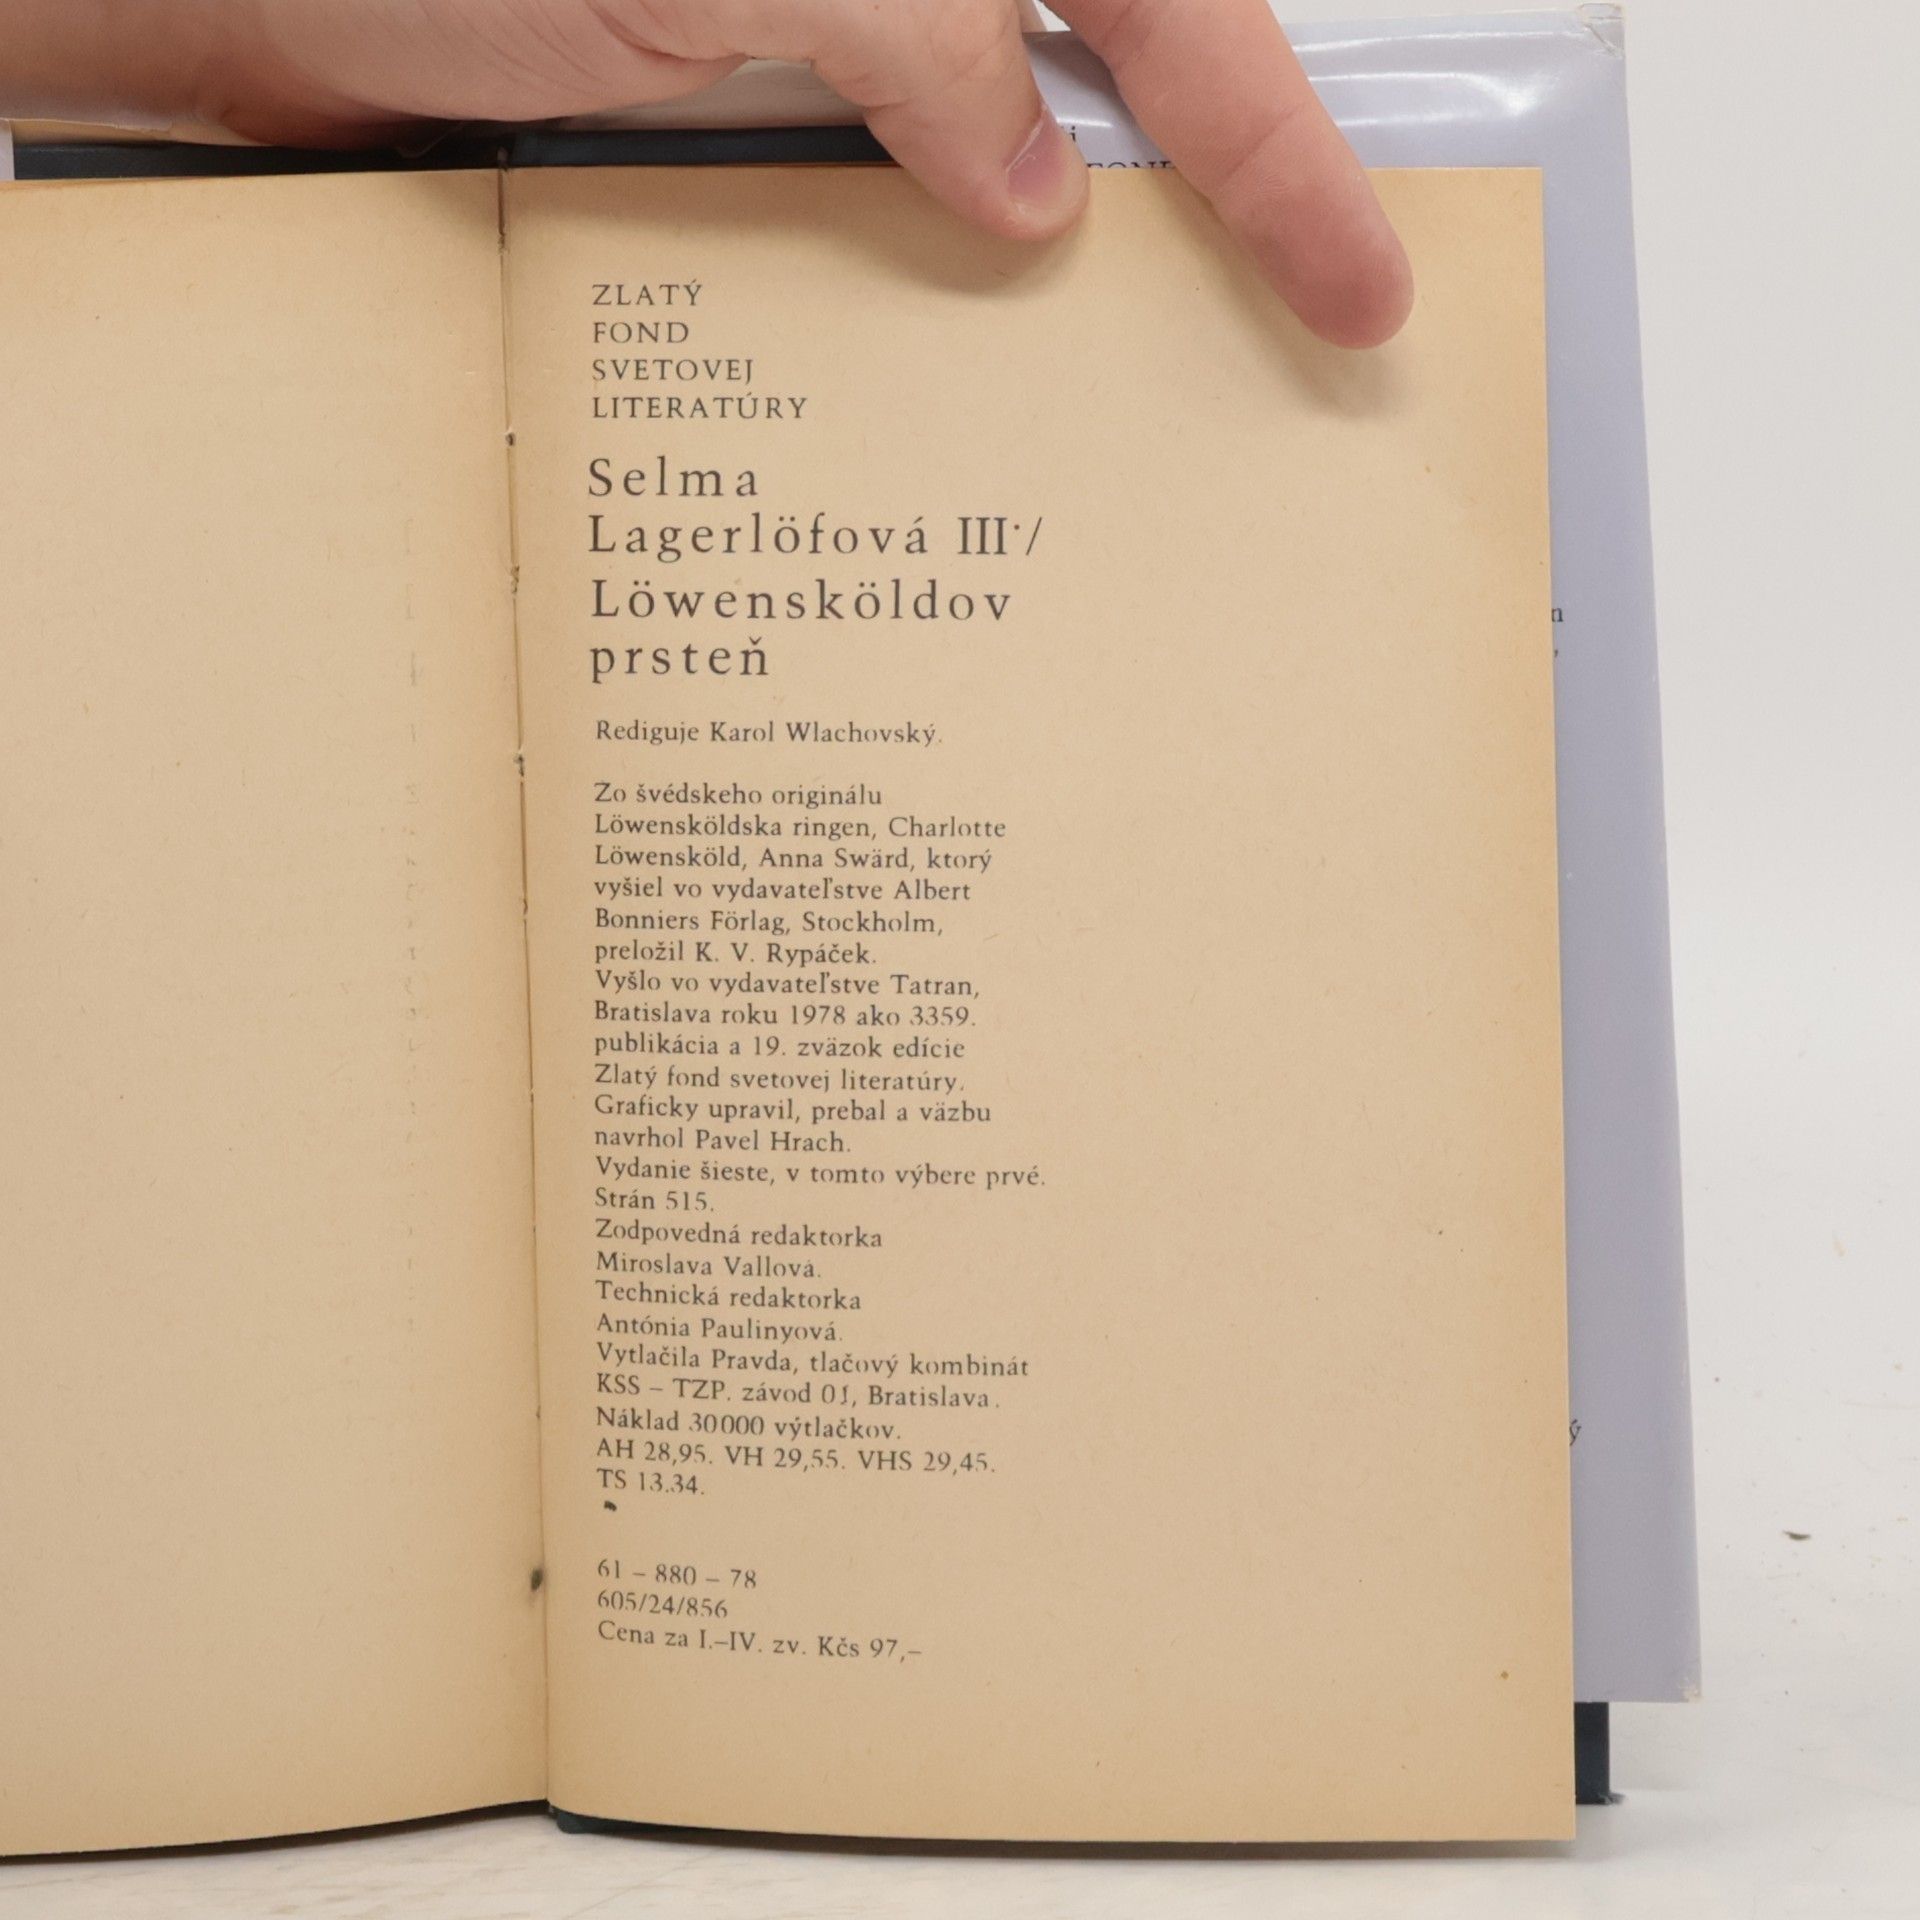 ZLATÝ
FOND
SVETOVEJ
LITERATÚRY
Selma
Lagerlöfová III·/
Löwensköldov
prsteň
Rediguje Karol Wlachovský.
Zo švédskeho originálu
Löwensköldska ringen, Charlotte
Löwensköld, Anna Swärd, ktorý
vyšiel vo vydavateľstve Albert
Bonniers Förlag, Stockholm,
preložil K. V. Rypáček.
Vyšlo vo vydavateľstve Tatran,
Bratislava roku 1978 ako 3359.
publikácia a 19. zväzok edície
Zlatý fond svetovej literatúry.
Graficky upravil, prebal a väzbu
navrhol Pavel Hrach.
Vydanie šieste, v tomto výbere prvé.
Strán 515.
Zodpovedná redaktorka
Miroslava Vallová.
Technická redaktorka
Antónia Paulinyová.
Vytlačila Pravda, tlačový kombinát
KSS – TZP. závod 01, Bratislava.
Náklad 30000 výtlačkov.
AH 28,95. VH 29,55. VHS 29,45.
TS 13.34.
61 – 880 – 78
605/24/856
Cena za I.–IV. zv. Kčs 97,–